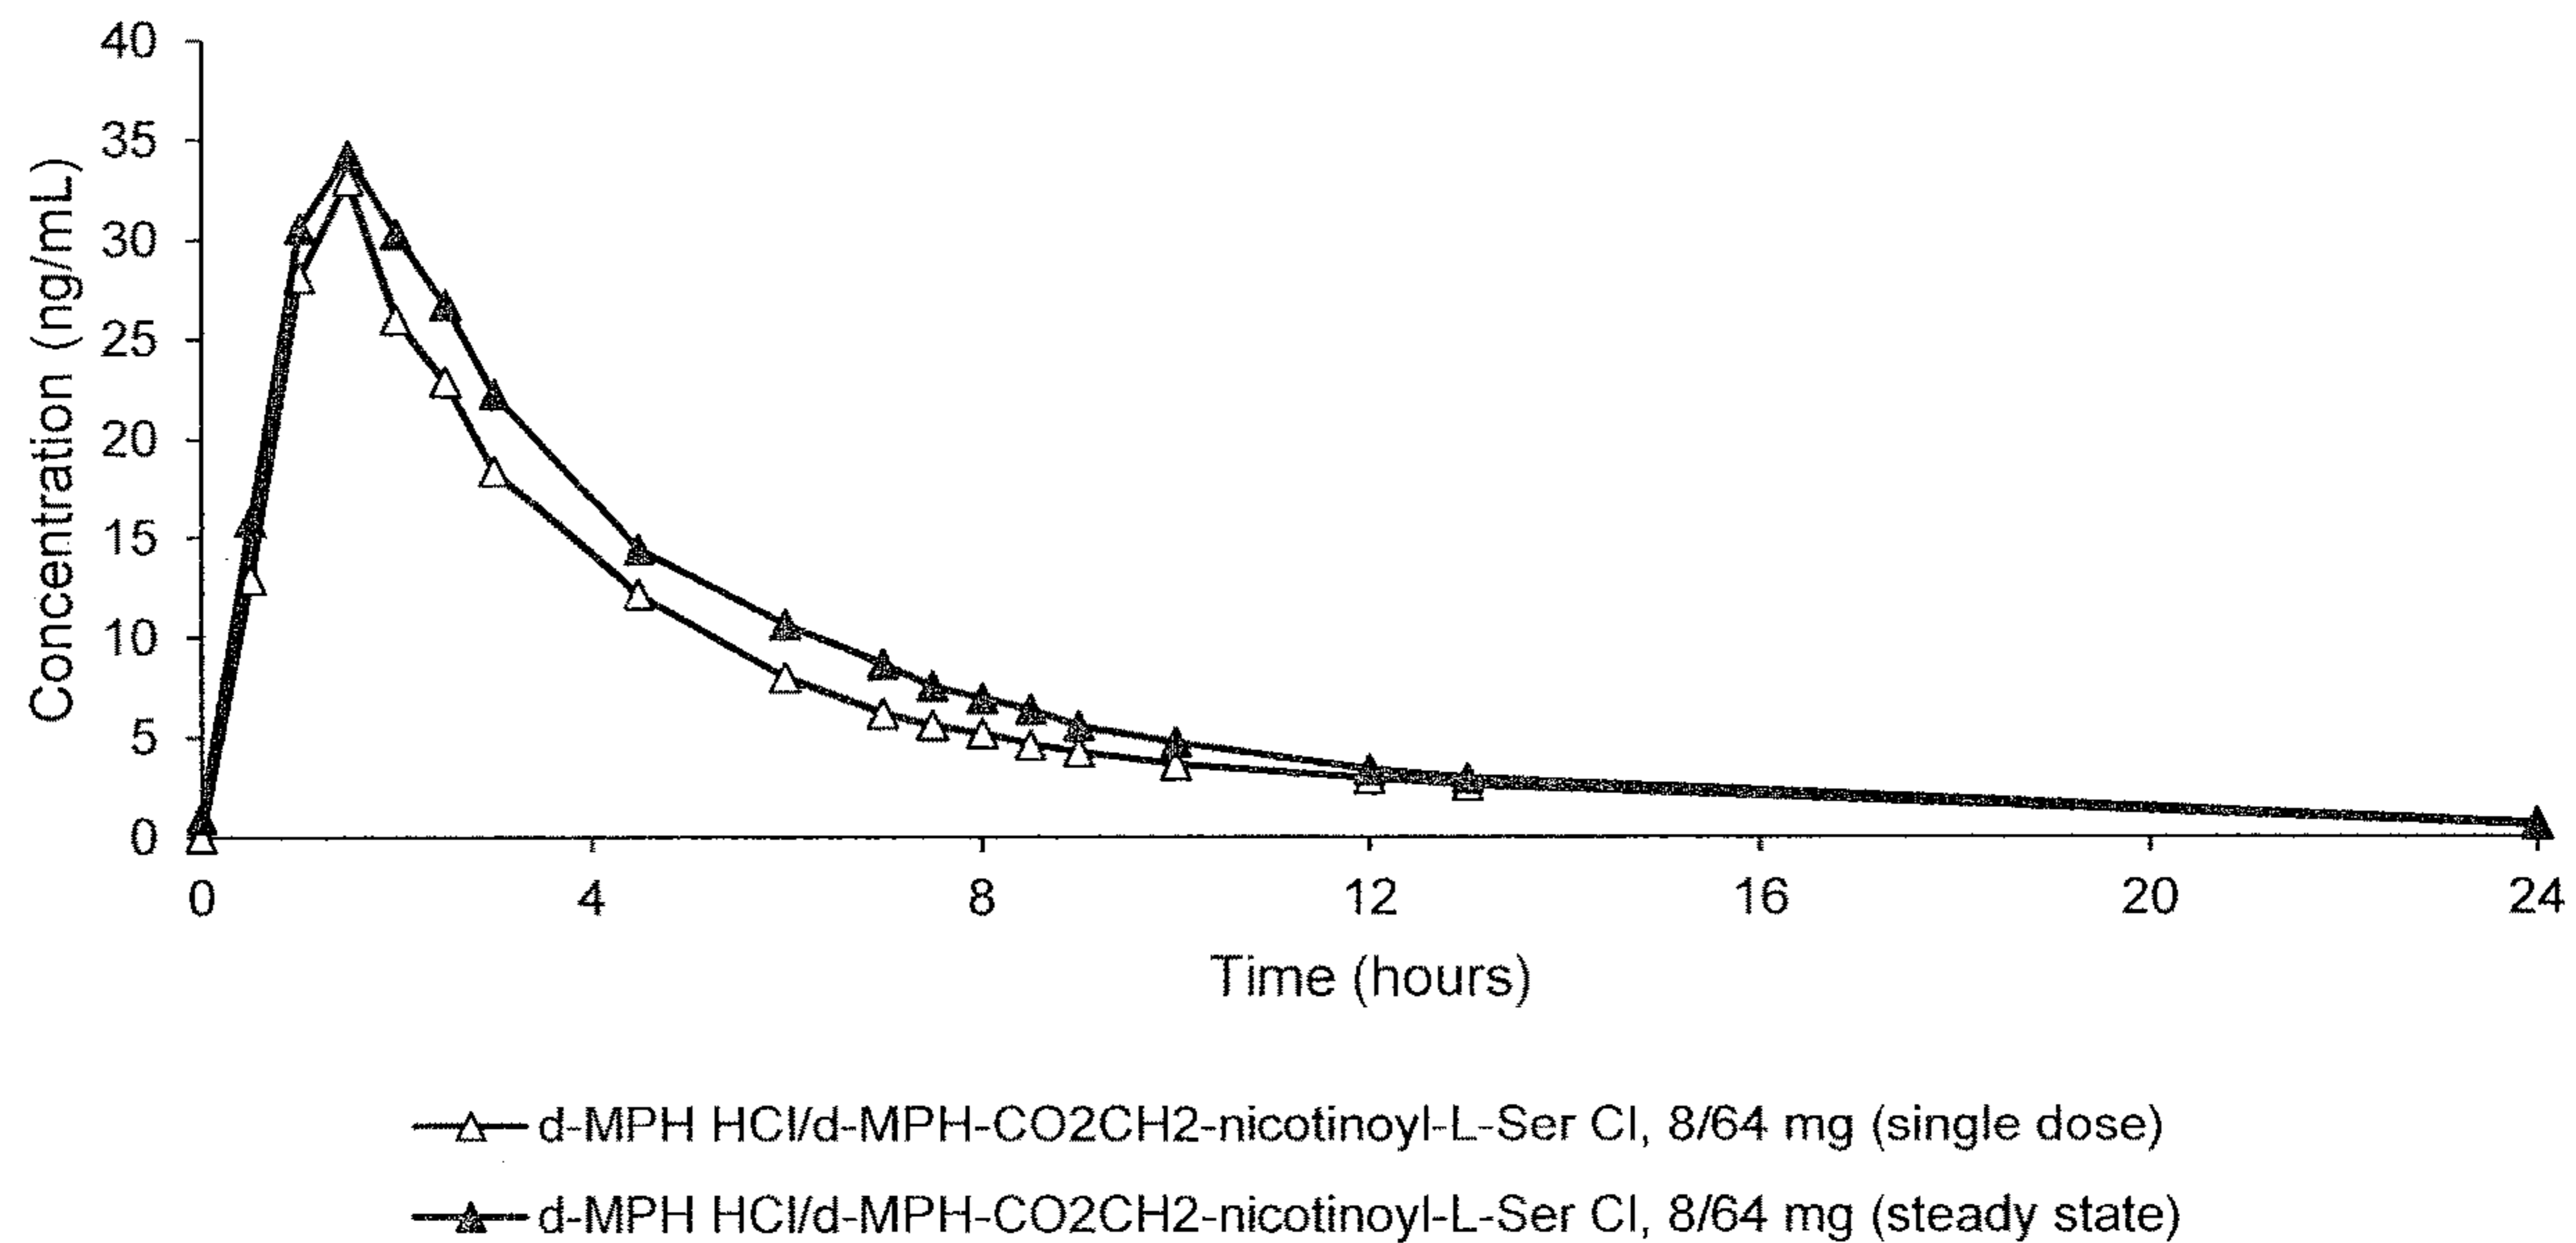 Concentration (ng/mL)
40
35
30
25
20
15
10
5
0
0 4 8 12 16 20 24
Time (hours)
d-MPH HCl/d-MPH-CO2CH2-nicotinoyl-L-Ser Cl, 8/64 mg (single dose)
d-MPH HCl/d-MPH-CO2CH2-nicotinoyl-L-Ser Cl, 8/64 mg (steady state)